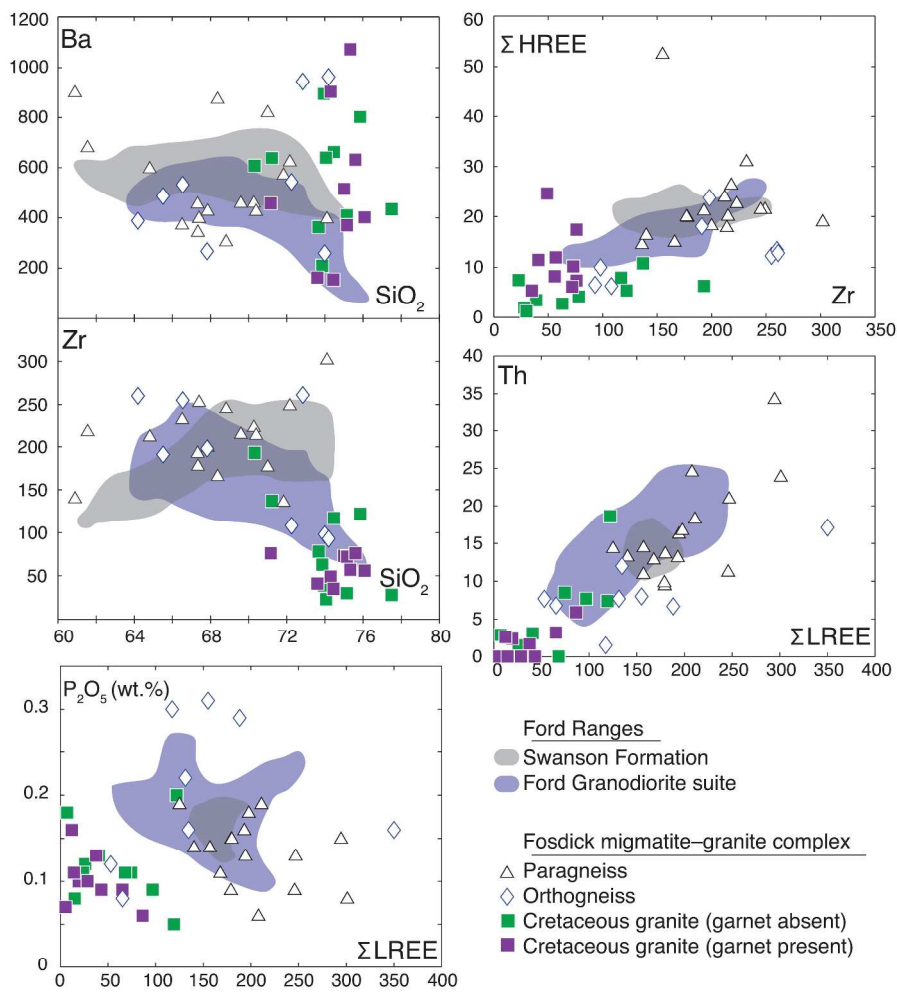 Ba
1200
1000
800
600
400
200
SiO2
Zr
300
250
200
150
100
50
SiO2
60 64 68 72 76 80
P2O5 (wt.%)
0.3
0.2
0.1
0
ΣLREE
0 50 100 150 200 250 300 350 400
Σ HREE
60
50
40
30
20
10
0
Zr
0 50 100 150 200 250 300 350
Th
40
35
30
25
20
15
10
5
0
ΣLREE
0 50 100 150 200 250 300 350 400
Ford Ranges
Swanson Formation
Ford Granodiorite suite
Fosdick migmatite–granite complex
Paragneiss
Orthogneiss
Cretaceous granite (garnet absent)
Cretaceous granite (garnet present)